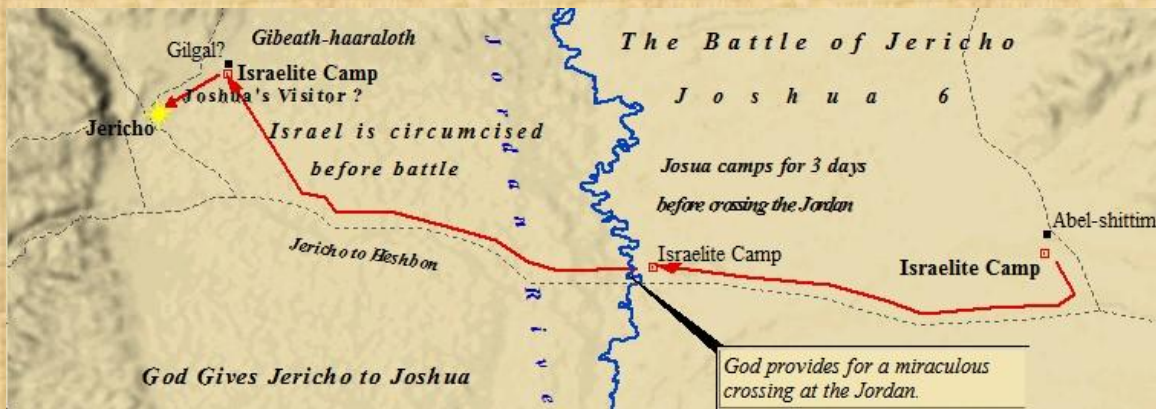 The Battle of Jericho
Joshua 6
Gibeath-haaraloth
Gilgal?
Israelite Camp
Joshua's Visitor ?
Jericho
Israel is circumcised
before battle
Jordan Rive
Josua camps for 3 days
before crossing the Jordan
Abel-shittim
Israelite Camp
Israelite Camp
Jericho to Heshbon
God Gives Jericho to Joshua
God provides for a miraculous
crossing at the Jordan.